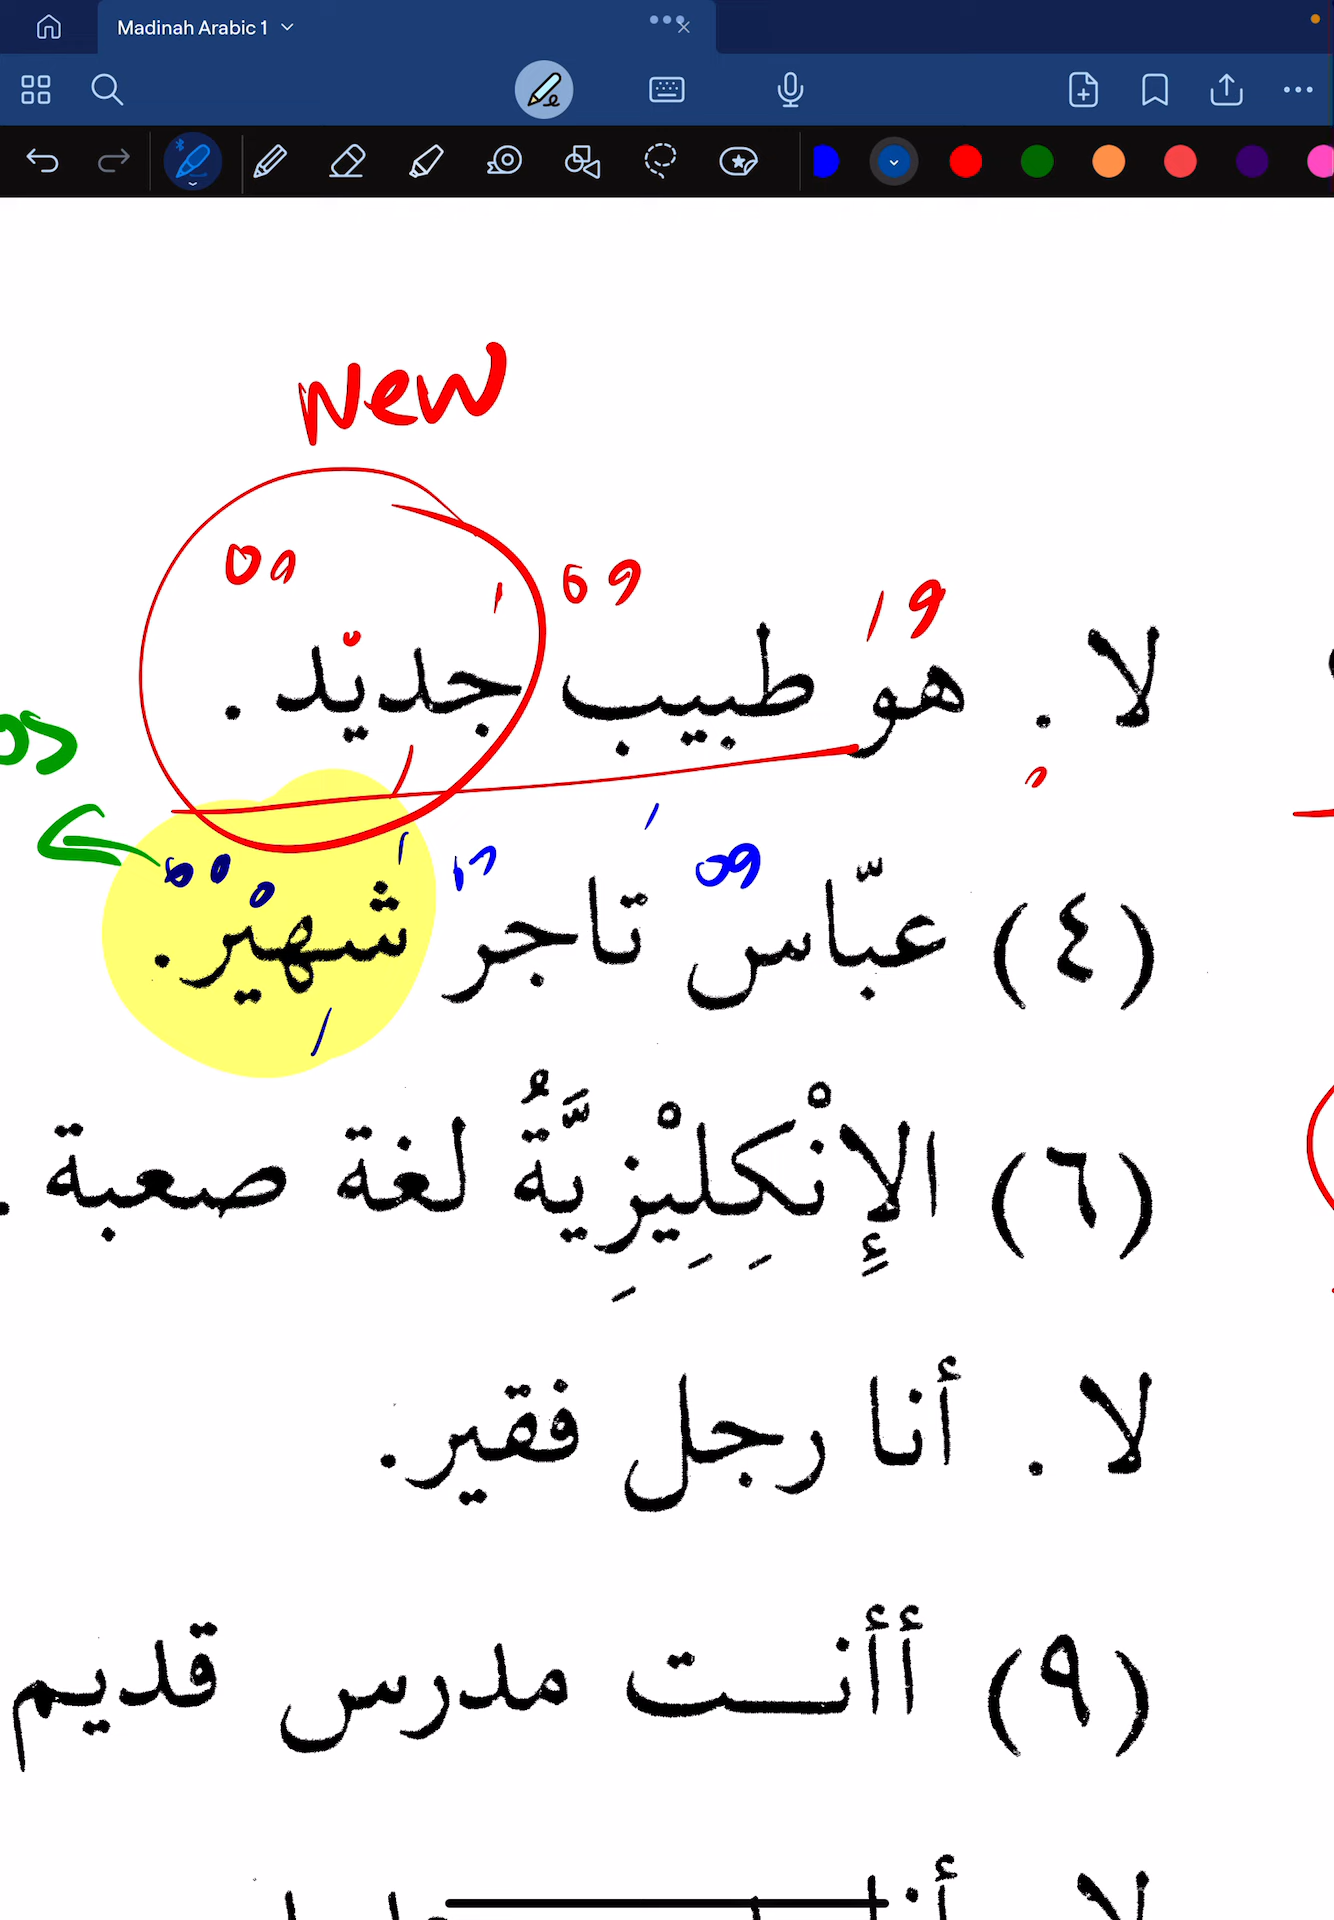 Madinah Arabic 1
New
لا . هو طبيب جديد .
(٤) عبّاس تاجر شهير .
(٦) الإِنْكِلِيْزِيَّةُ لغة صعبة .
لا . أنا رجل فقير .
(٩) أأنت مدرس قديم